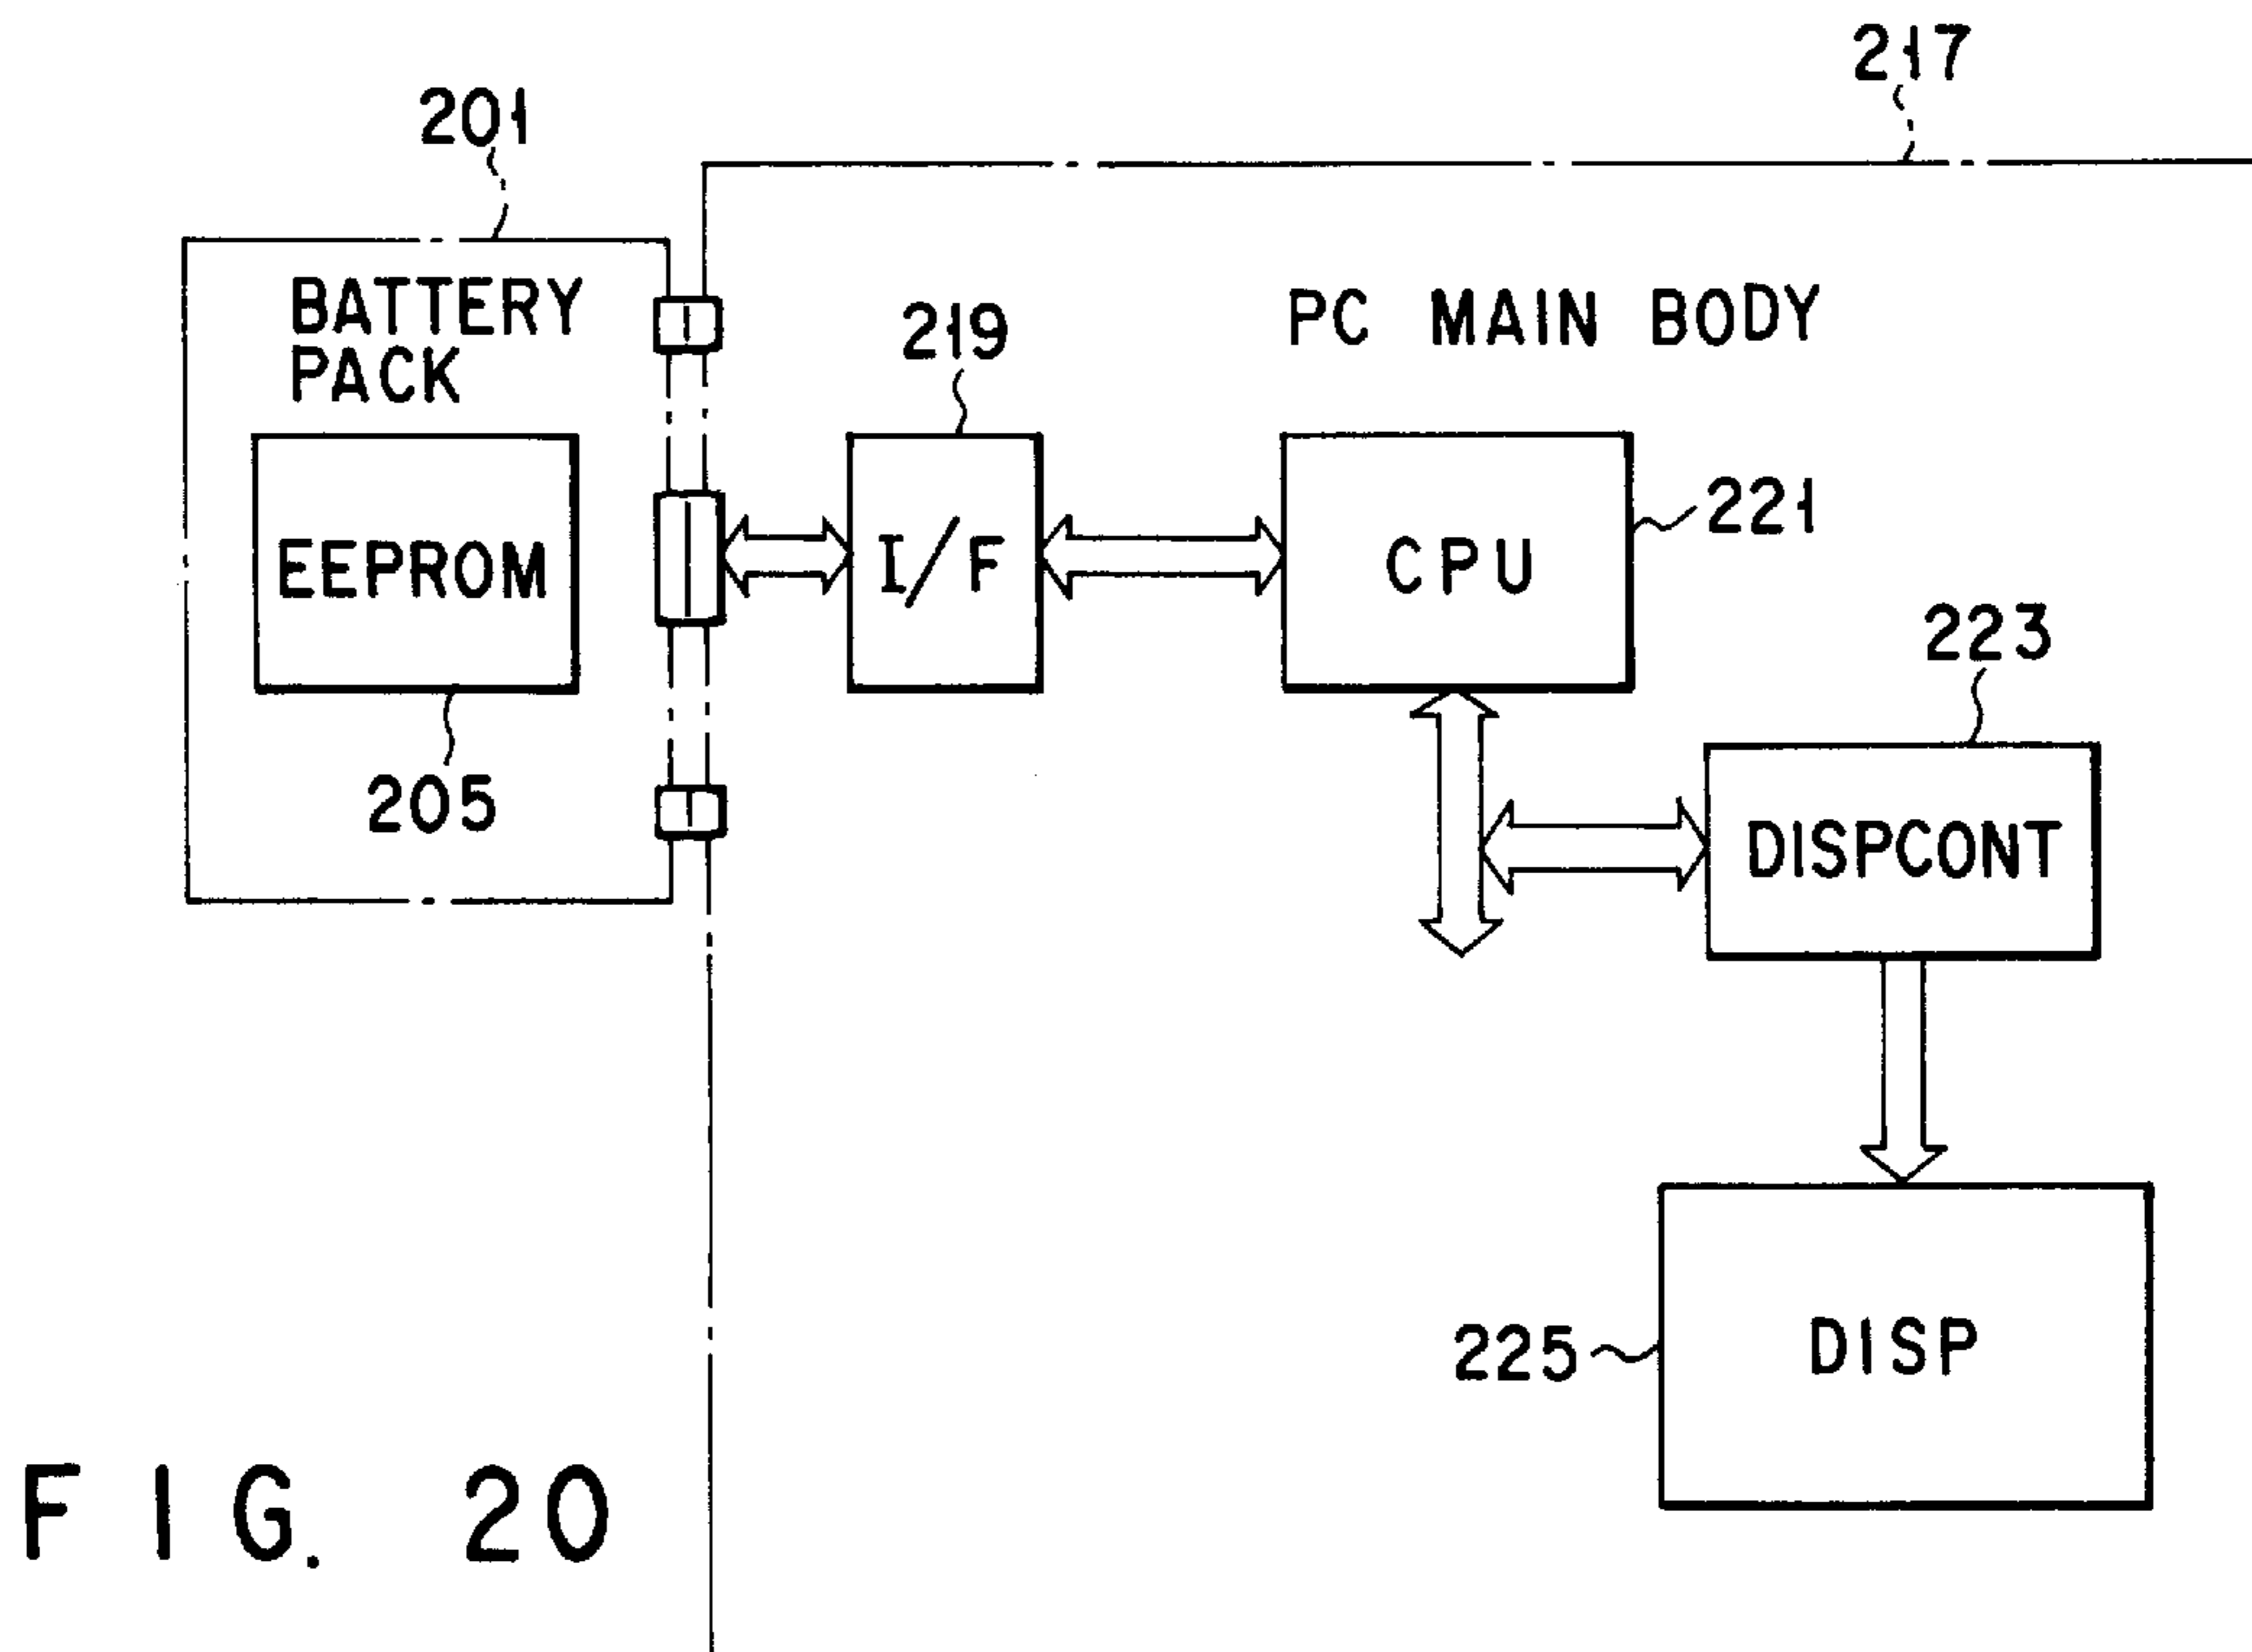 217
201
BATTERY
PACK
219
PC MAIN BODY
EEPROM
I/F
CPU
221
223
205
DISPCONT
225
DISP
FIG. 20